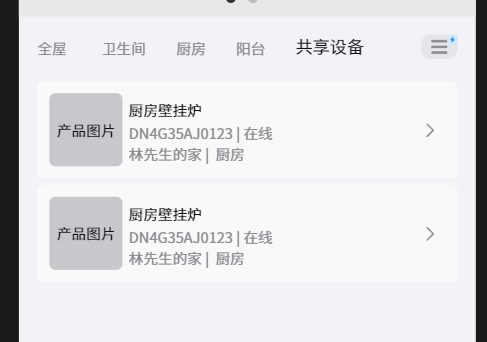 全屋 卫生间 厨房 阳台 共享设备
产品图片
厨房壁挂炉
DN4G35AJ0123 | 在线
林先生的家 | 厨房
产品图片
厨房壁挂炉
DN4G35AJ0123 | 在线
林先生的家 | 厨房